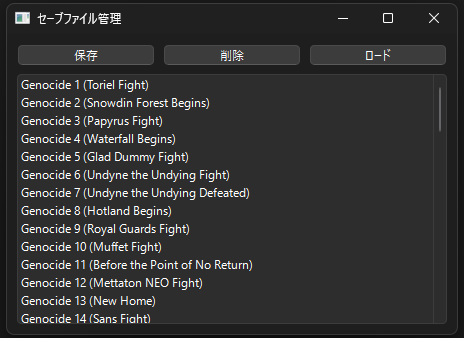 セーブファイル管理
保存
削除
ロード
Genocide 1 (Toriel Fight)
Genocide 2 (Snowdin Forest Begins)
Genocide 3 (Papyrus Fight)
Genocide 4 (Waterfall Begins)
Genocide 5 (Glad Dummy Fight)
Genocide 6 (Undyne the Undying Fight)
Genocide 7 (Undyne the Undying Defeated)
Genocide 8 (Hotland Begins)
Genocide 9 (Royal Guards Fight)
Genocide 10 (Muffet Fight)
Genocide 11 (Before the Point of No Return)
Genocide 12 (Mettaton NEO Fight)
Genocide 13 (New Home)
Genocide 14 (Sans Fight)